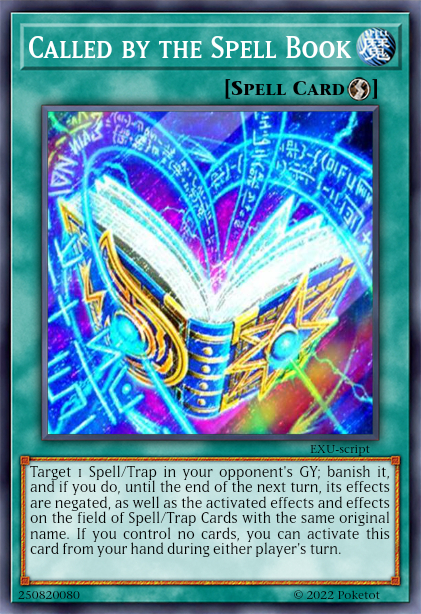 CALLED BY THE SPELL BOOK 魔
[SPELL CARD]
EXU-script
Target 1 Spell/Trap in your opponent's GY; banish it,
and if you do, until the end of the next turn, its effects
are negated, as well as the activated effects and effects
on the field of Spell/Trap Cards with the same original
name. If you control no cards, you can activate this
card from your hand during either player's turn.
250820080 © 2022 Poketot